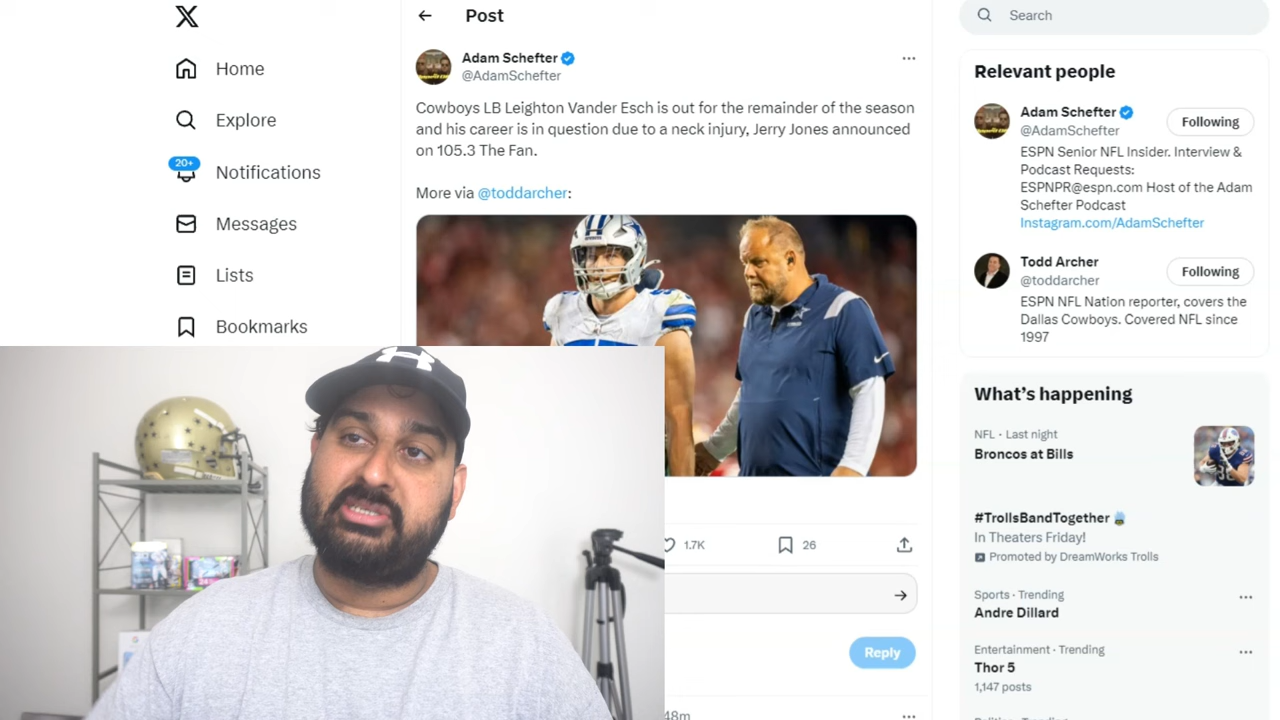 Home
Explore
20+
Notifications
Messages
Lists
Bookmarks
Post
Adam Schefter
@AdamSchefter
Cowboys LB Leighton Vander Esch is out for the remainder of the season
and his career is in question due to a neck injury, Jerry Jones announced
on 105.3 The Fan.
More via @toddarcher:
1.7K
26
Reply
48m
Search
Relevant people
Adam Schefter
Following
@AdamSchefter
ESPN Senior NFL Insider. Interview &
Podcast Requests:
ESPNPR@espn.com Host of the Adam
Schefter Podcast
Instagram.com/AdamSchefter
Todd Archer
Following
@toddarcher
ESPN NFL Nation reporter, covers the
Dallas Cowboys. Covered NFL since
1997
What's happening
NFL · Last night
Broncos at Bills
#TrollsBandTogether
In Theaters Friday!
Promoted by DreamWorks Trolls
Sports · Trending
Andre Dillard
Entertainment · Trending
Thor 5
1,147 posts